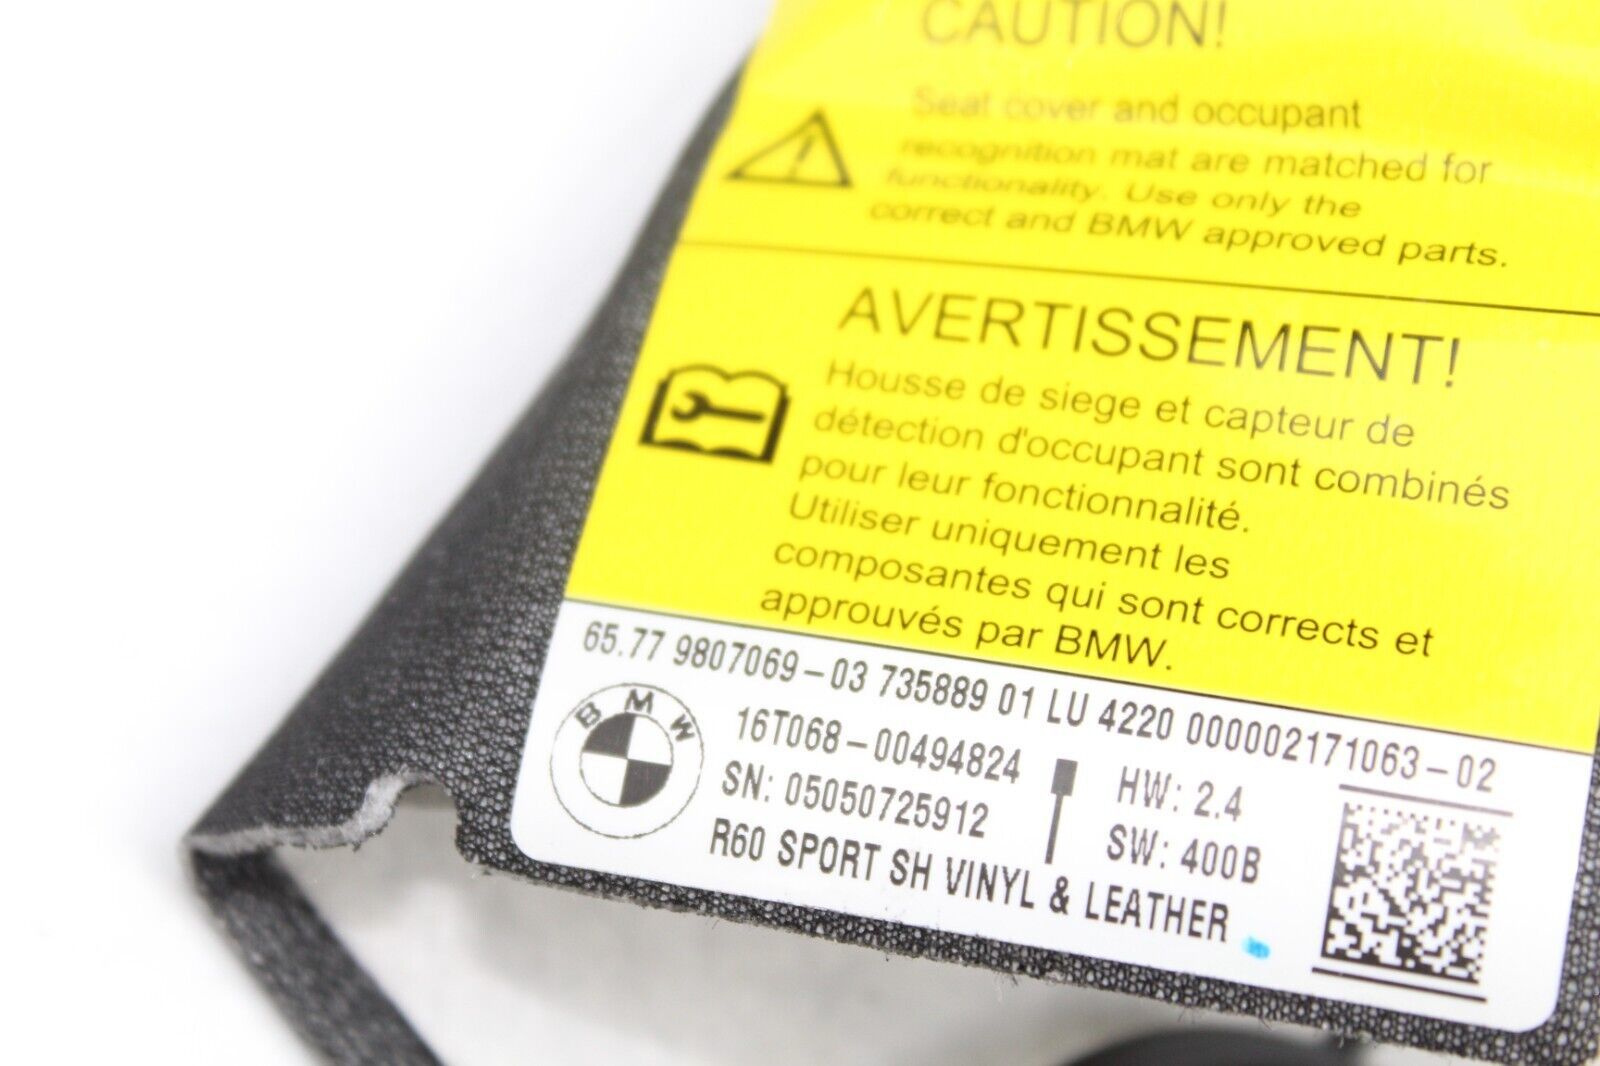 CAUTION!
Seat cover and occupant
recognition mat are matched for
functionality. Use only the
correct and BMW approved parts.
AVERTISSEMENT!
Housse de siege et capteur de
détection d'occupant sont combinés
pour leur fonctionnalité.
Utiliser uniquement les
composantes qui sont corrects et
approuvés par BMW.
65.77 9807069-03 735889 01 LU 4220 000002171063-02
BMW
16T068-00494824
SN: 05050725912
HW: 2.4
SW: 400B
R60 SPORT SH VINYL & LEATHER